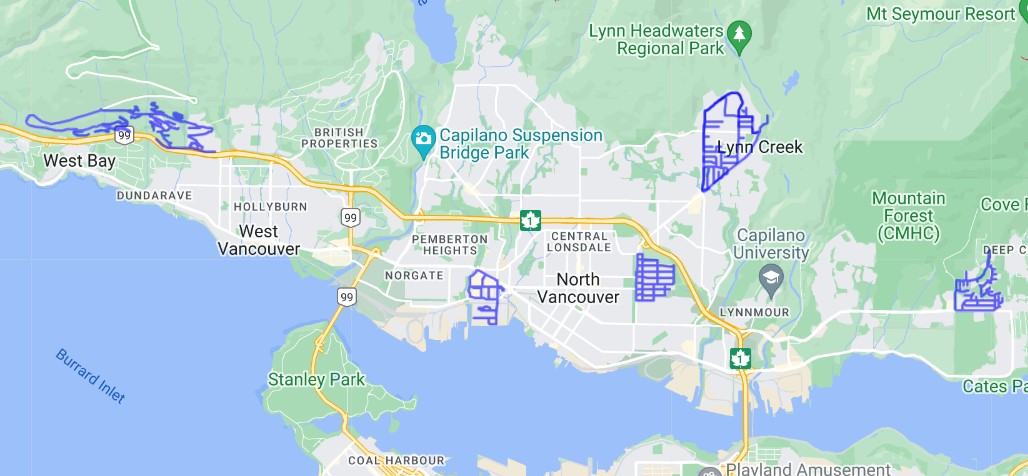 Mt Seymour Resort
Lynn Headwaters
Regional Park
99
BRITISH
PROPERTIES
Capilano Suspension
Bridge Park
Lynn Creek
West Bay
DUNDARAVE
HOLLYBURN
99
1
Mountain
Forest
(CMHC)
Cove
West
Vancouver
PEMBERTON
HEIGHTS
CENTRAL
LONSDALE
Capilano
University
DEEP C
NORGATE
North
Vancouver
99
LYNNMOUR
1
Burrard Inlet
Stanley Park
Cates Pa
COAL HARBOUR
Playland Amusement